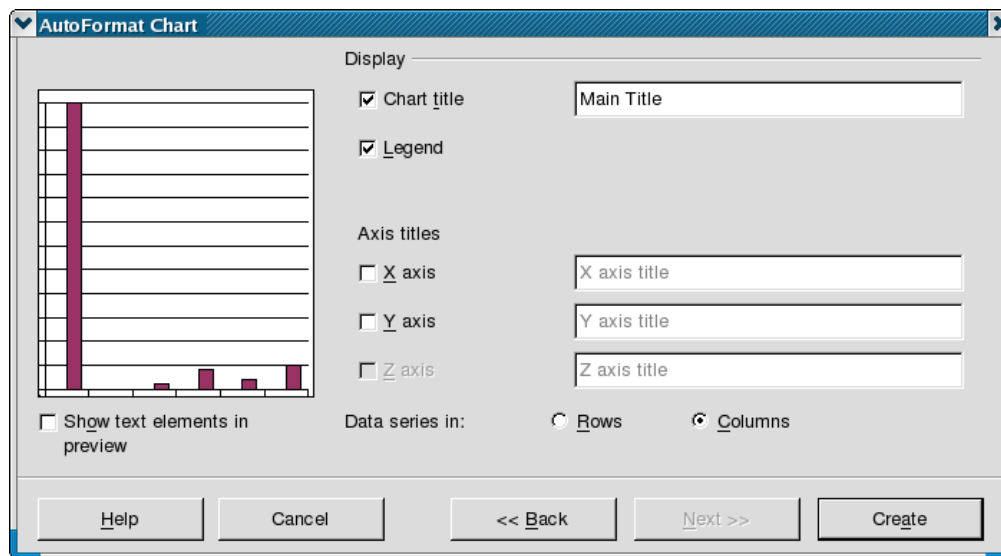 AutoFormat Chart
Display
Chart title
Main Title
Legend
Axis titles
X axis
X axis title
Y axis
Y axis title
Z axis
Z axis title
Show text elements in
preview
Data series in:
Rows
Columns
Help
Cancel
<< Back
Next >>
Create